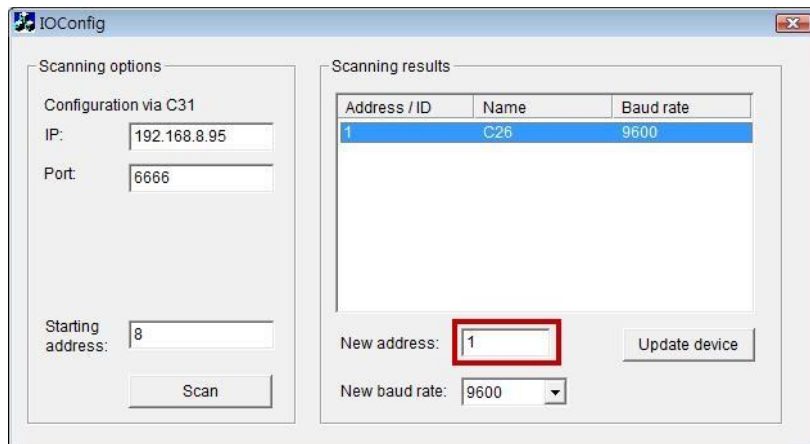 IOConfig
Scanning options
Configuration via C31
IP: 192.168.8.95
Port: 6666
Starting address: 8
Scan
Scanning results
Address / ID Name Baud rate
1 C26 9600
New address: 1
Update device
New baud rate: 9600